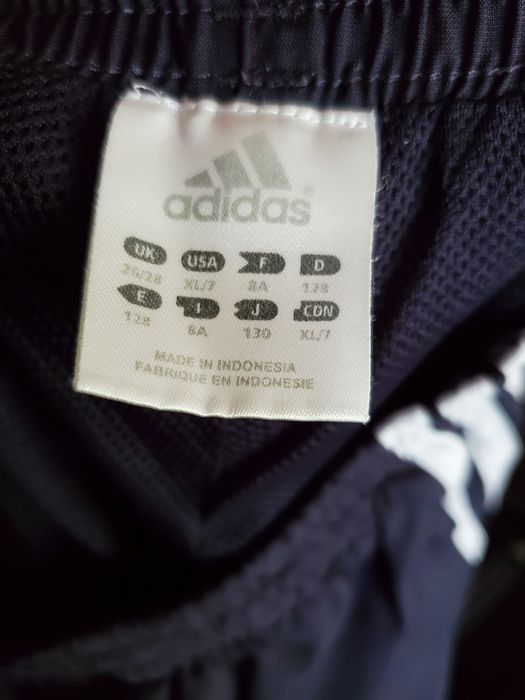 adidas®
UK USA F D
26/28 XL/7 8A 128
E I J CDN
128 8A 130 XL/7
MADE IN INDONESIA
FABRIQUE EN INDONESIE